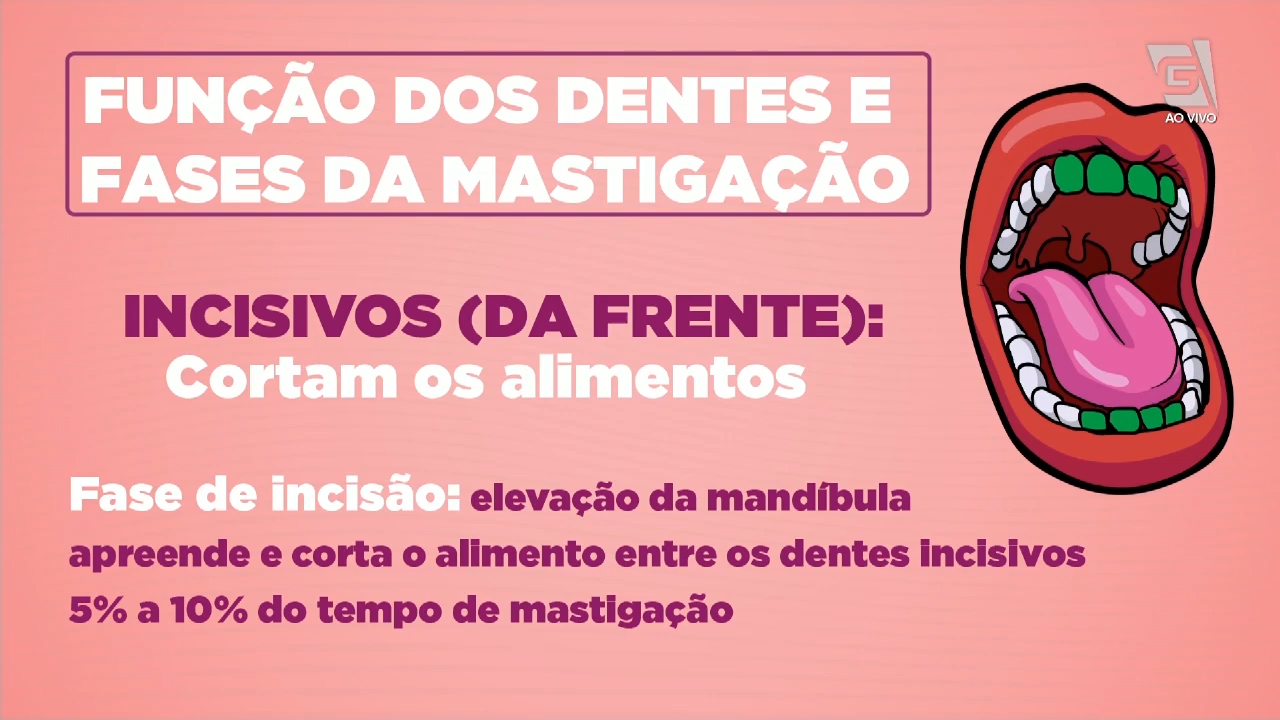 FUNÇÃO DOS DENTES E
FASES DA MASTIGAÇÃO
G
AO VIVO
INCISIVOS (DA FRENTE):
Cortam os alimentos
Fase de incisão: elevação da mandíbula
apreende e corta o alimento entre os dentes incisivos
5% a 10% do tempo de mastigação